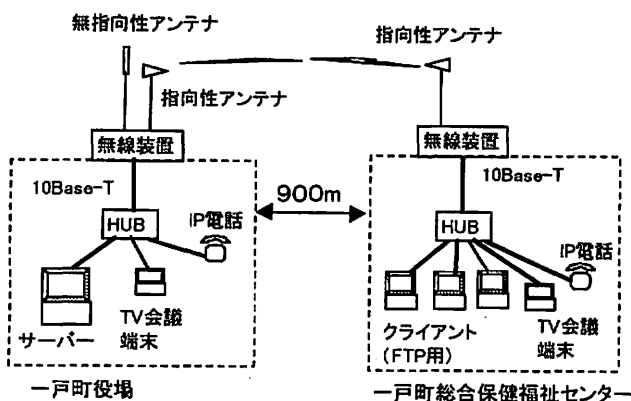 無指向性アンテナ
指向性アンテナ
指向性アンテナ
無線装置
無線装置
10Base-T
10Base-T
900m
HUB
IP電話
HUB
IP電話
サーバー
TV会議
端末
クライアント
(FTP用)
TV会議
端末
一戸町役場
一戸町総合保健福祉センター